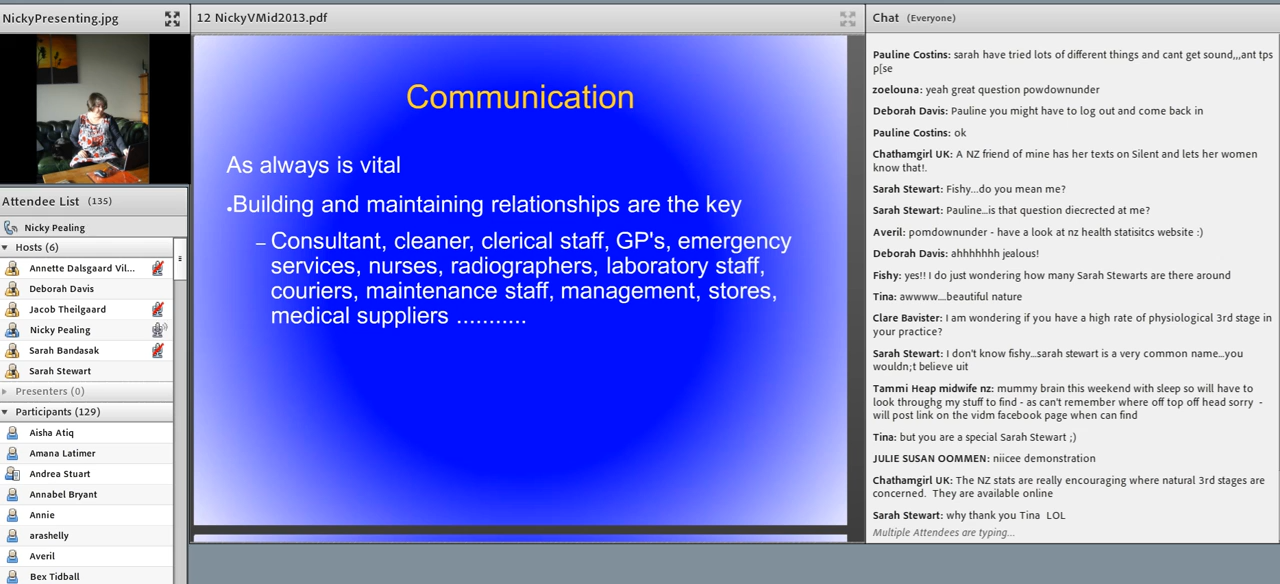 NickyPresenting.jpg
Attendee List (135)
Nicky Pealing
Hosts (6)
Annette Dalsgaard Vil...
Deborah Davis
Jacob Theilgaard
Nicky Pealing
Sarah Bandasak
Sarah Stewart
Presenters (0)
Participants (129)
Aisha Atiq
Amana Latimer
Andrea Stuart
Annabel Bryant
Annie
arashelly
Averil
Bex Tidball
12 NickyVMid2013.pdf
Communication
As always is vital
•Building and maintaining relationships are the key
– Consultant, cleaner, clerical staff, GP's, emergency
services, nurses, radiographers, laboratory staff,
couriers, maintenance staff, management, stores,
medical suppliers ...........
Chat (Everyone)
Pauline Costins: sarah have tried lots of different things and cant get sound,,,ant tps
p[se
zoelouna: yeah great question powdownunder
Deborah Davis: Pauline you might have to log out and come back in
Pauline Costins: ok
Chathamgirl UK: A NZ friend of mine has her texts on Silent and lets her women
know that!.
Sarah Stewart: Fishy...do you mean me?
Sarah Stewart: Pauline...is that question diecrected at me?
Averil: pomdownunder - have a look at nz health statisitcs website :)
Deborah Davis: ahhhhhhh jealous!
Fishy: yes!! I do just wondering how many Sarah Stewarts are there around
Tina: awwww...beautiful nature
Clare Bavister: I am wondering if you have a high rate of physiological 3rd stage in
your practice?
Sarah Stewart: I don't know fishy...sarah stewart is a very common name...you
wouldn;t believe uit
Tammi Heap midwife nz: mummy brain this weekend with sleep so will have to
look throughg my stuff to find - as can't remember where off top off head sorry -
will post link on the vidm facebook page when can find
Tina: but you are a special Sarah Stewart ;)
JULIE SUSAN OOMMEN: niicee demonstration
Chathamgirl UK: The NZ stats are really encouraging where natural 3rd stages are
concerned. They are available online
Sarah Stewart: why thank you Tina LOL
Multiple Attendees are typing...